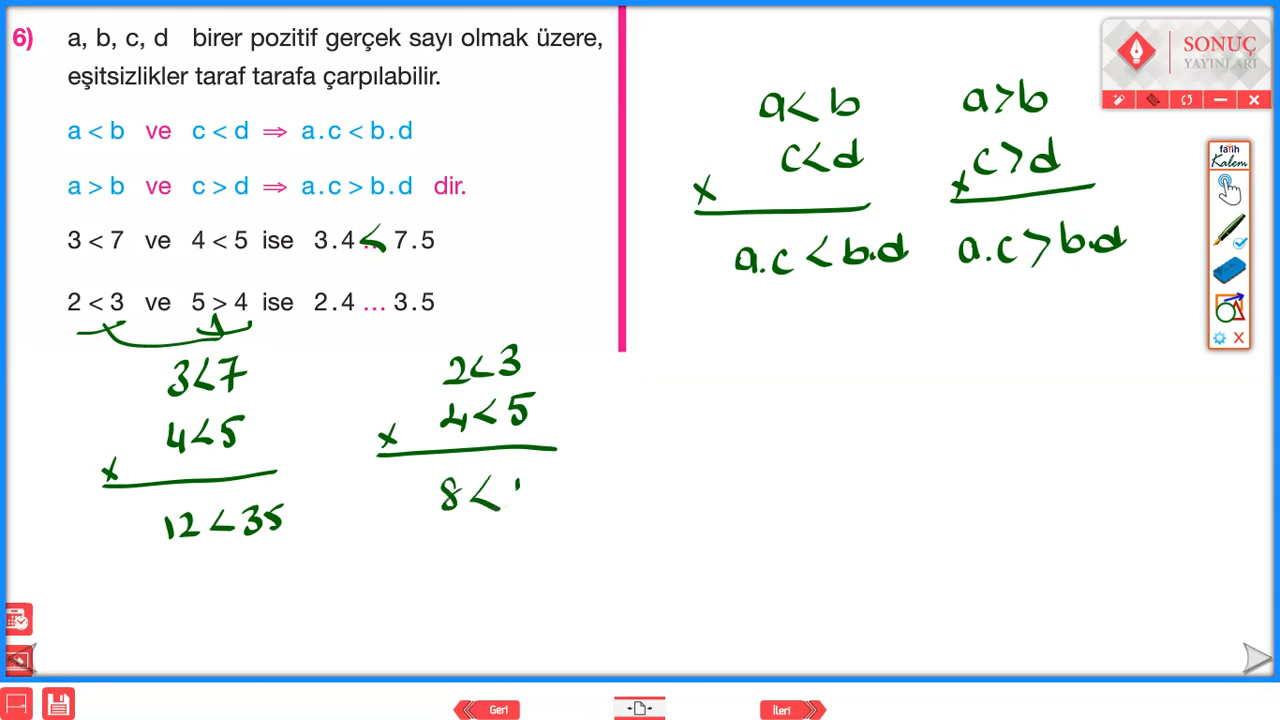 6) a, b, c, d birer pozitif gerçek sayı olmak üzere,
eşitsizlikler taraf tarafa çarpılabilir.
a < b ve c < d ⇒ a.c < b.d
a > b ve c > d ⇒ a.c > b.d dir.
3 < 7 ve 4 < 5 ise 3.4 < 7.5
2 < 3 ve 5 > 4 ise 2.4 ... 3.5
3<7
4<5
x
12<35
2<3
4<5
x
8<
a<b
c<d
x
a.c<b.d
a>b
c>d
x
a.c>b.d
SONUÇ
YAYINLARI
fatih
Kalem
Geri
İleri